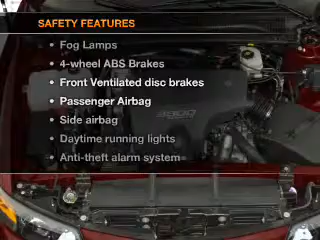 SAFETY FEATURES
• Fog Lamps
• 4-wheel ABS Brakes
• Front Ventilated disc brakes
• Passenger Airbag
• Side airbag
• Daytime running lights
• Anti-theft alarm system